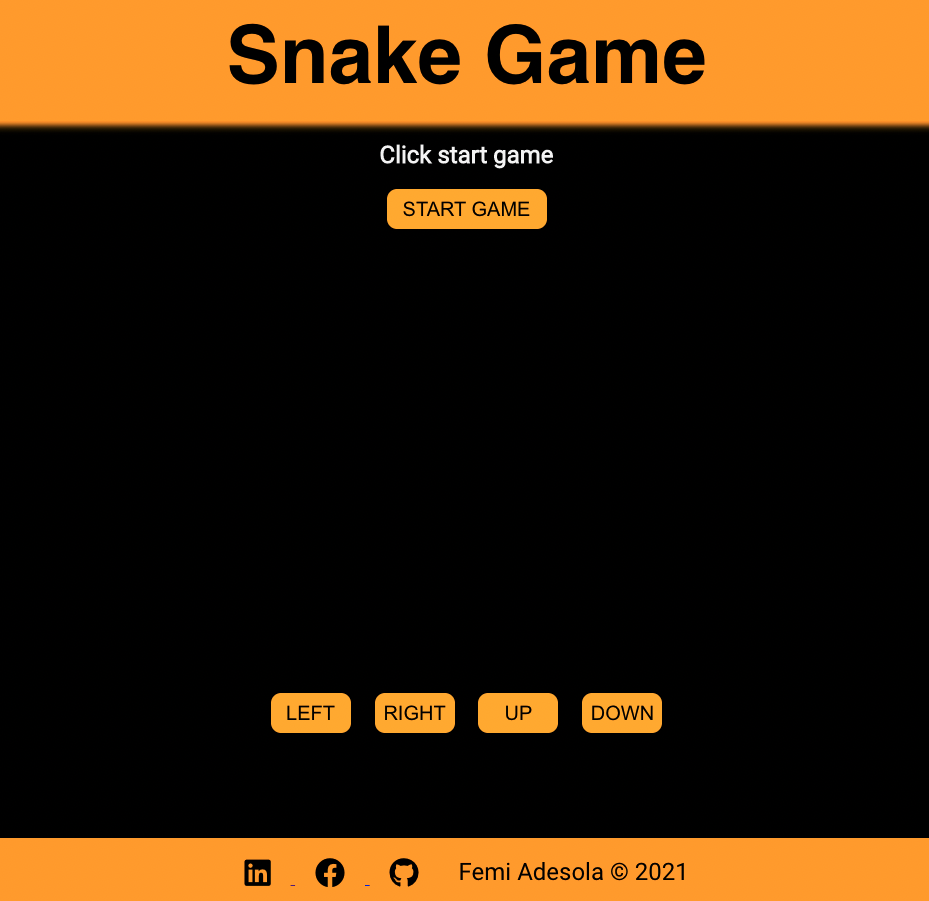 Snake Game
Click start game
START GAME
LEFT RIGHT UP DOWN
Femi Adesola © 2021